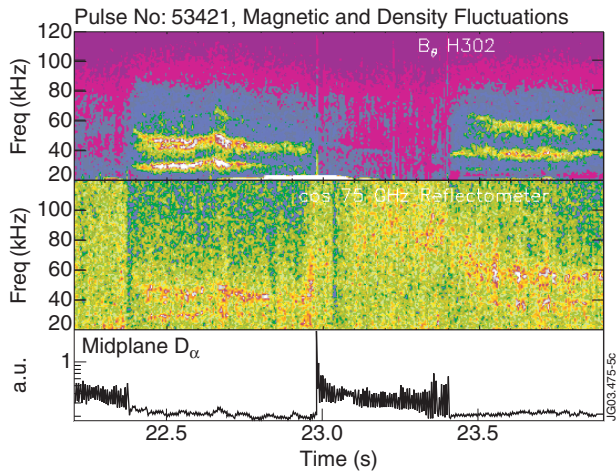 Pulse No: 53421, Magnetic and Density Fluctuations
120
100
80
60
40
20
Freq (kHz)
Bθ H302
100
80
60
40
20
Freq (kHz)
cos 75 GHz Reflectometer
1
a.u.
Midplane Dα
22.5
23.0
23.5
Time (s)
JG03.475-5c